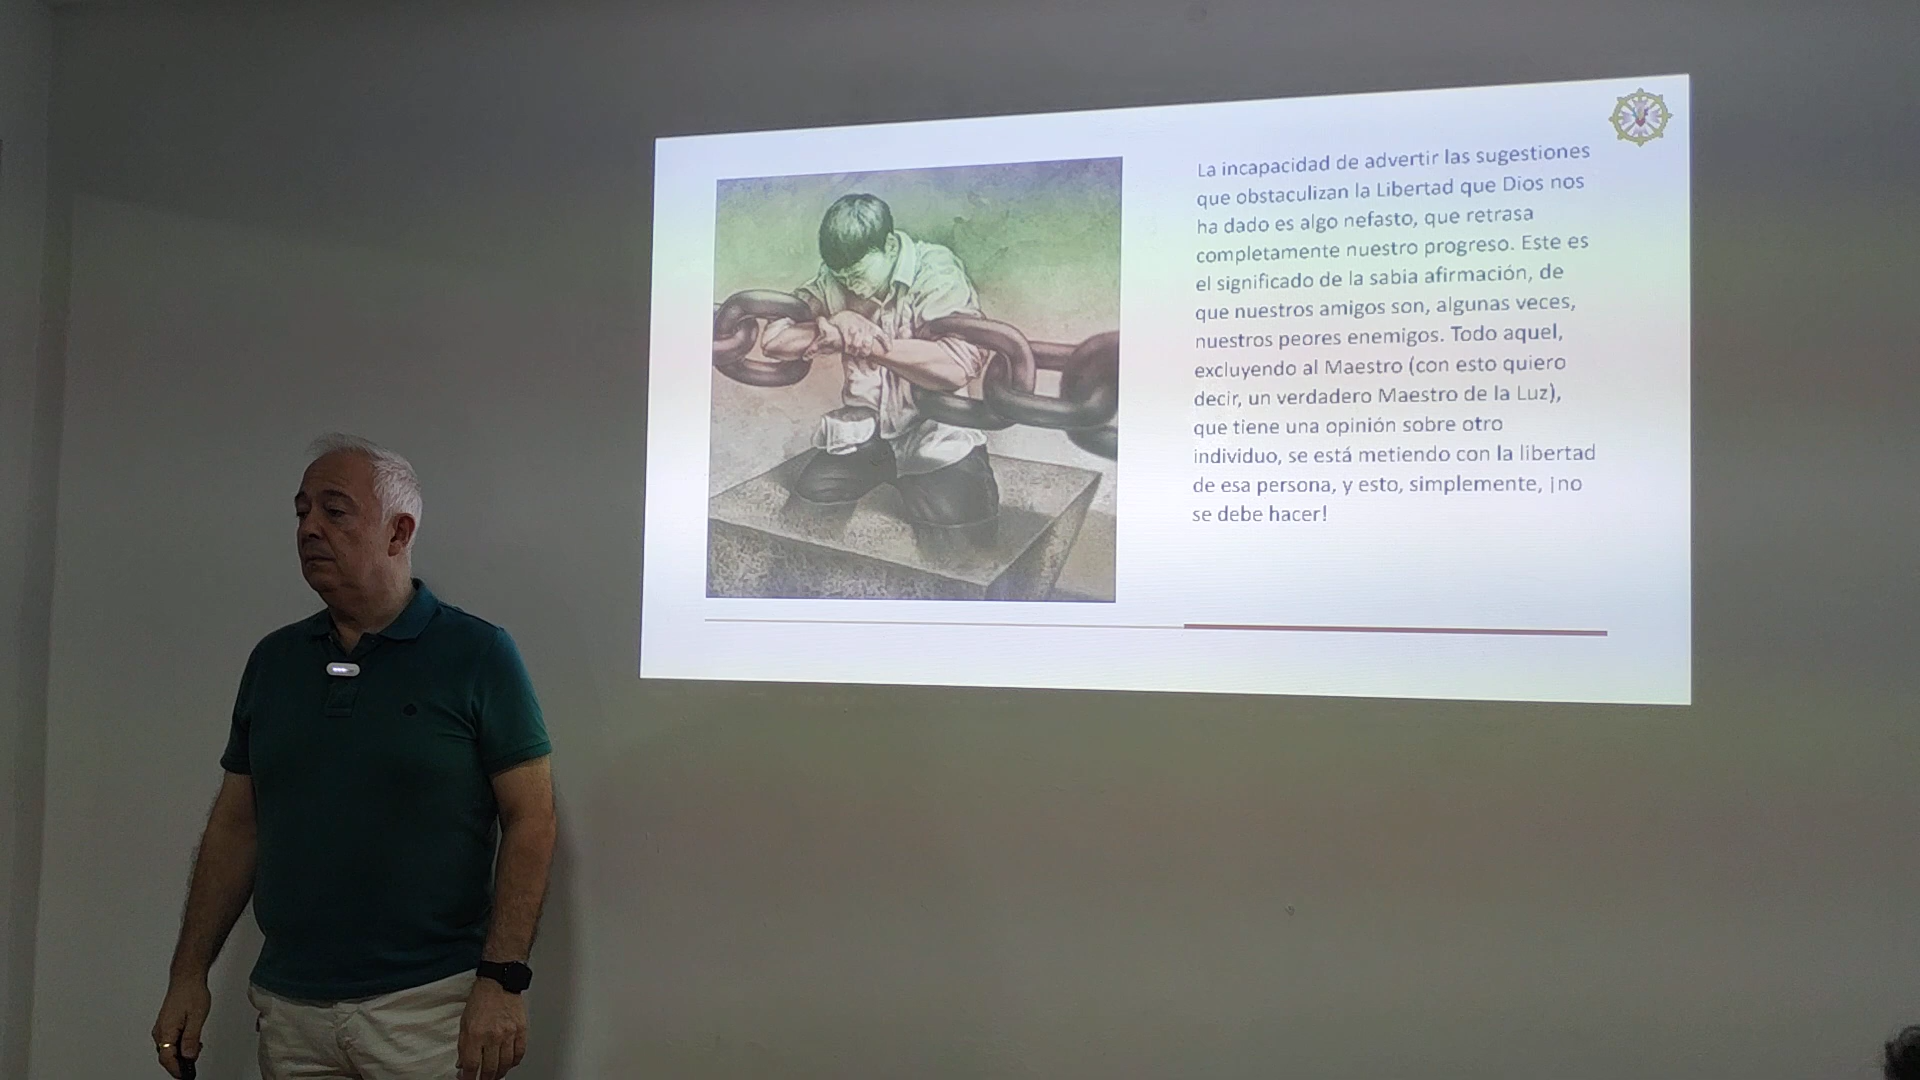 La incapacidad de advertir las sugestiones
que obstaculizan la Libertad que Dios nos
ha dado es algo nefasto, que retrasa
completamente nuestro progreso. Este es
el significado de la sabia afirmación, de
que nuestros amigos son, algunas veces,
nuestros peores enemigos. Todo aquel,
excluyendo al Maestro (con esto quiero
decir, un verdadero Maestro de la Luz),
que tiene una opinión sobre otro
individuo, se está metiendo con la libertad
de esa persona, y esto, simplemente, ¡no
se debe hacer!